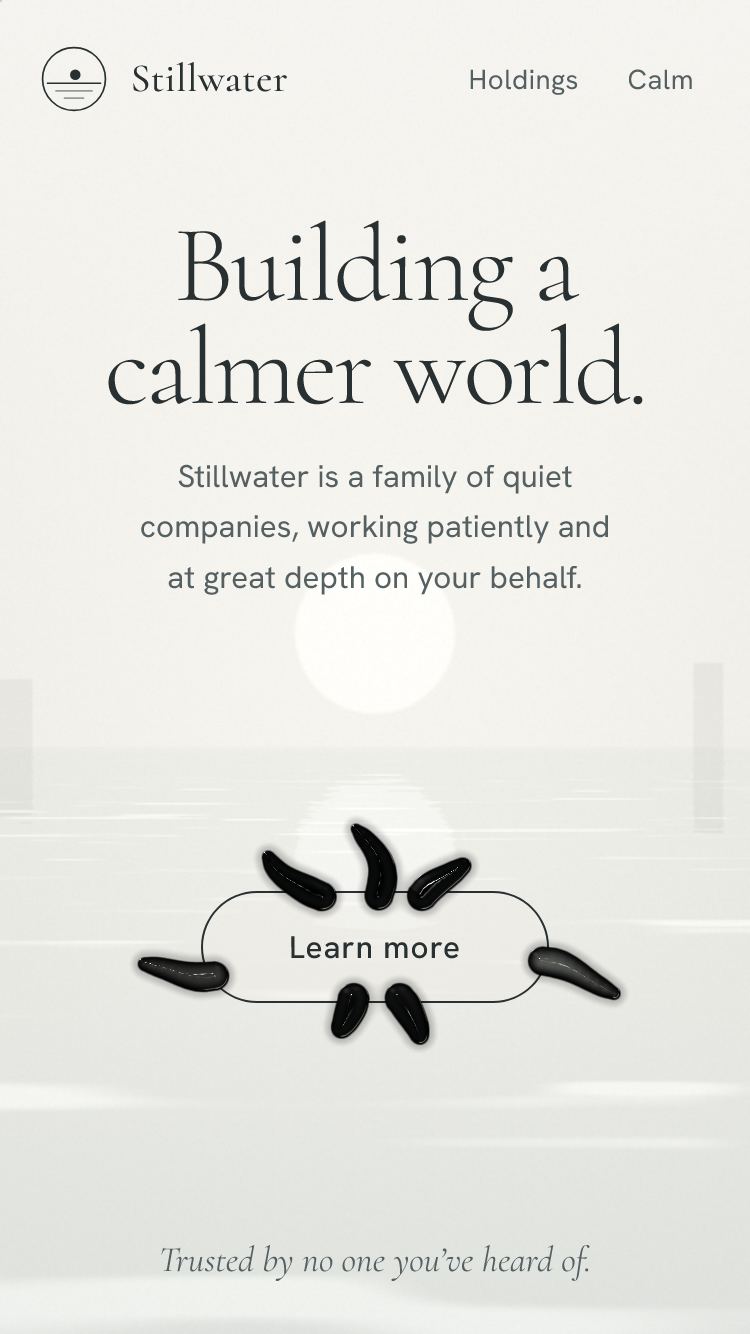 Stillwater
Holdings
Calm
Building a
calmer world.
Stillwater is a family of quiet
companies, working patiently and
at great depth on your behalf.
Learn more
Trusted by no one you’ve heard of.